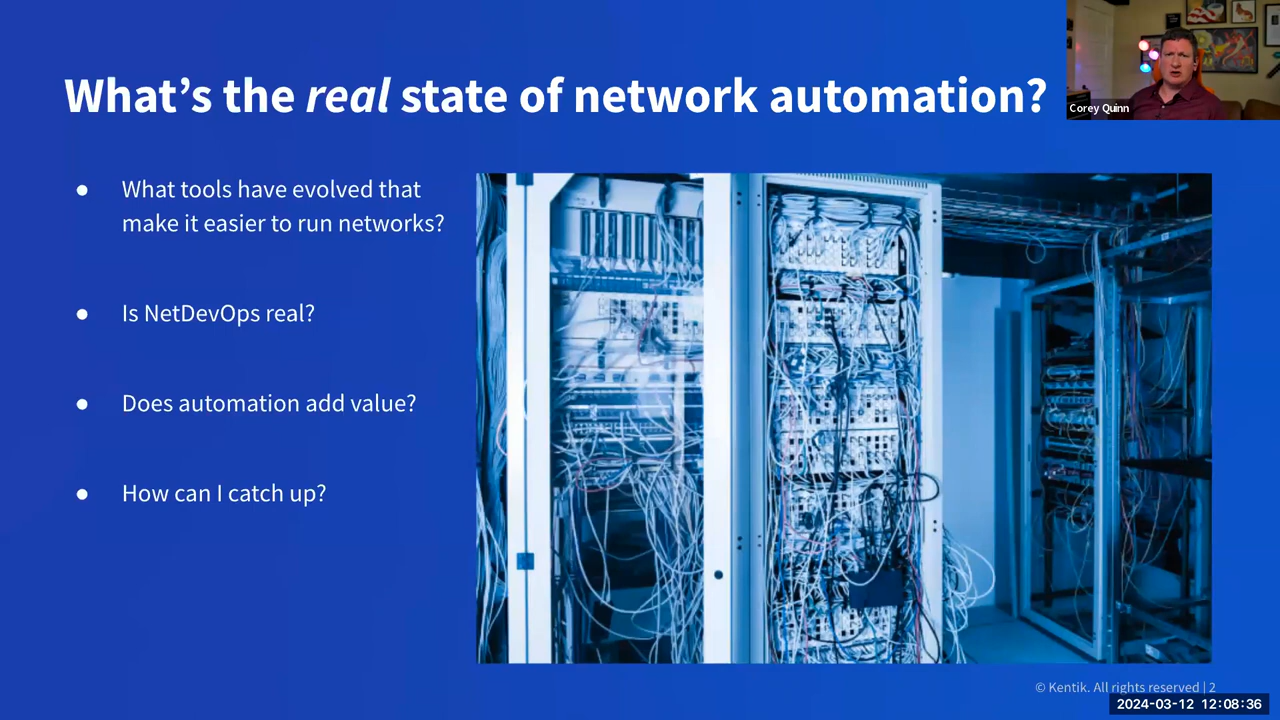 What's the real state of network automation?
Corey Quinn
● What tools have evolved that
make it easier to run networks?
● Is NetDevOps real?
● Does automation add value?
● How can I catch up?
© Kentik. All rights reserved | 2
2024-03-12 12:08:36